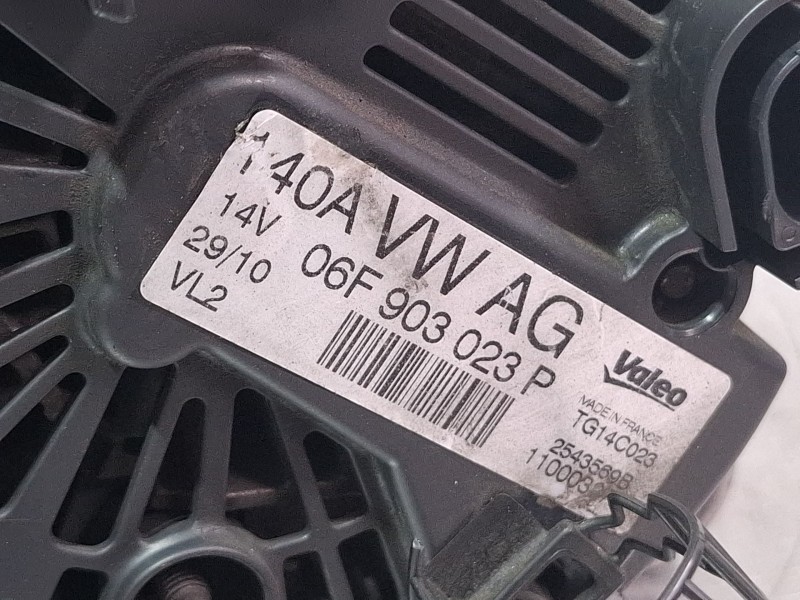 140A VW AG
14V 06F 903 023 P
29/10
VL2
Valeo
MADE IN FRANCE
TG14C023
2543569B